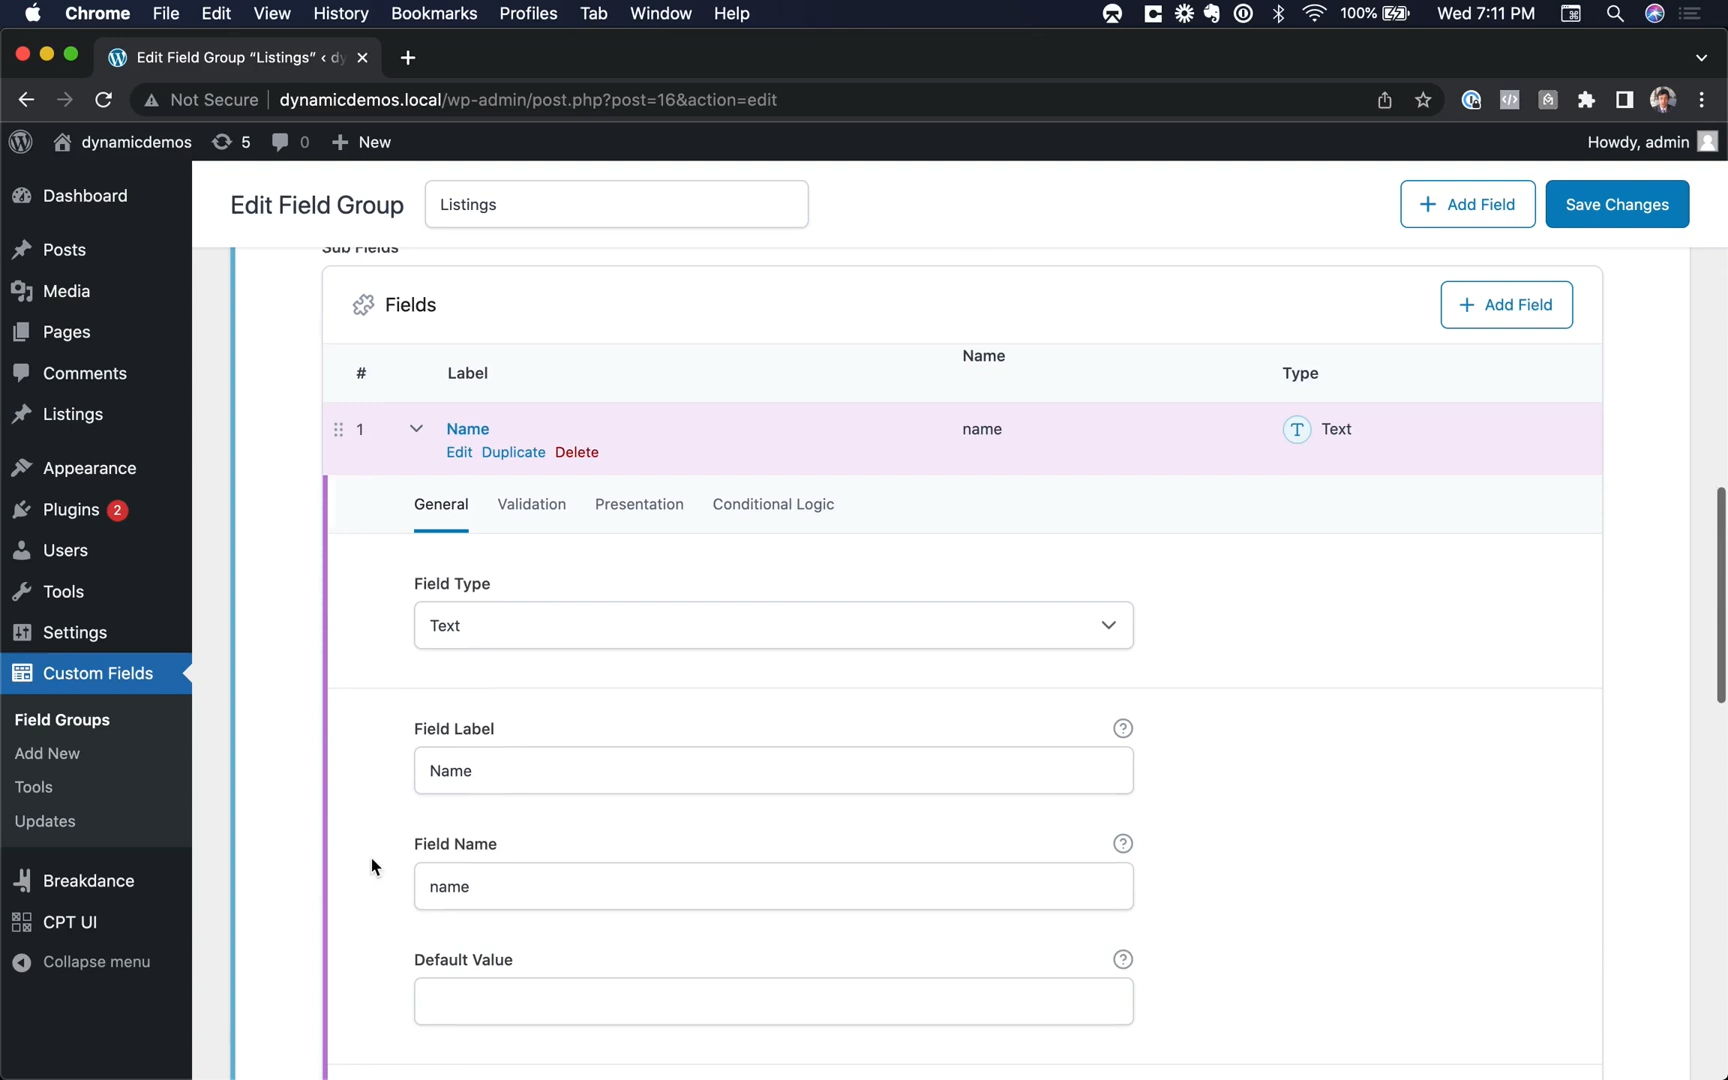 Chrome File Edit View History Bookmarks Profiles Tab Window Help 100% Wed 7:11 PM
Edit Field Group “Listings” ‹ dy
Not Secure dynamicdemos.local/wp-admin/post.php?post=16&action=edit
dynamicdemos 5 0 + New Howdy, admin
Dashboard
Posts
Media
Pages
Comments
Listings
Appearance
Plugins 2
Users
Tools
Settings
Custom Fields
Field Groups
Add New
Tools
Updates
Breakdance
CPT UI
Collapse menu
Edit Field Group Listings + Add Field Save Changes
Sub Fields
Fields + Add Field
# Label Name Type
1 Name name T Text
Edit Duplicate Delete
General Validation Presentation Conditional Logic
Field Type
Text
Field Label ?
Name
Field Name ?
name
Default Value ?